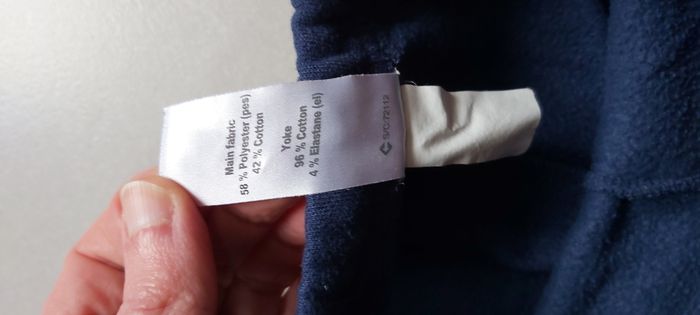 Main fabric
58 % Polyester (pes)
42 % Cotton
Yoke
96 % Cotton
4 % Elastane (el)
S/C/72112